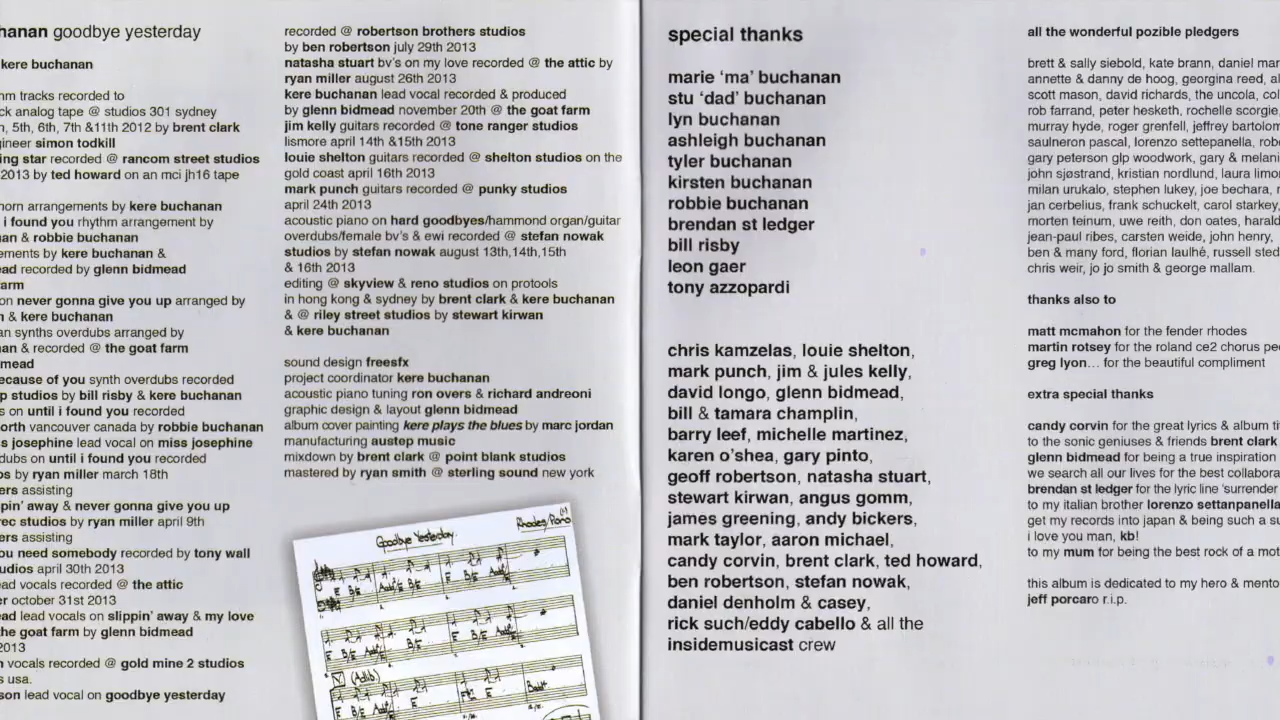 hanan goodbye yesterday
kere buchanan
hm tracks recorded to
ck analog tape @ studios 301 sydney
h, 5th, 6th, 7th &11th 2012 by brent clark
gineer simon todkill
ing star recorded @ rancom street studios
2013 by ted howard on an mci jh16 tape
horn arrangements by kere buchanan
i found you rhythm arrangement by
an & robbie buchanan
ements by kere buchanan &
ead recorded by glenn bidmead
arm
on never gonna give you up arranged by
n & kere buchanan
an synths overdubs arranged by
nan & recorded @ the goat farm
mead
ecause of you synth overdubs recorded
p studios by bill risby & kere buchanan
s on until i found you recorded
orth vancouver canada by robbie buchanan
s josephine lead vocal on miss josephine
dubs on until i found you recorded
os by ryan miller march 18th
ers assisting
pin' away & never gonna give you up
rec studios by ryan miller april 9th
ers assisting
ou need somebody recorded by tony wall
udios april 30th 2013
ead vocals recorded @ the attic
er october 31st 2013
ead lead vocals on slippin' away & my love
the goat farm by glenn bidmead
2013
n vocals recorded @ gold mine 2 studios
s usa.
son lead vocal on goodbye yesterday
recorded @ robertson brothers studios
by ben robertson july 29th 2013
natasha stuart bv's on my love recorded @ the attic by
ryan miller august 26th 2013
kere buchanan lead vocal recorded & produced
by glenn bidmead november 20th @ the goat farm
jim kelly guitars recorded @ tone ranger studios
lismore april 14th &15th 2013
louie shelton guitars recorded @ shelton studios on the
gold coast april 16th 2013
mark punch guitars recorded @ punky studios
april 24th 2013
acoustic piano on hard goodbyes/hammond organ/guitar
overdubs/female bv's & ewi recorded @ stefan nowak
studios by stefan nowak august 13th,14th,15th
& 16th 2013
editing @ skyview & reno studios on protools
in hong kong & sydney by brent clark & kere buchanan
& @ riley street studios by stewart kirwan
& kere buchanan
sound design freesfx
project coordinator kere buchanan
acoustic piano tuning ron overs & richard andreoni
graphic design & layout glenn bidmead
album cover painting kere plays the blues by marc jordan
manufacturing austep music
mixdown by brent clark @ point blank studios
mastered by ryan smith @ sterling sound new york
Goodbye Yesterday
Rhodes/Piano
(Adlib)
special thanks
marie 'ma' buchanan
stu 'dad' buchanan
lyn buchanan
ashleigh buchanan
tyler buchanan
kirsten buchanan
robbie buchanan
brendan st ledger
bill risby
leon gaer
tony azzopardi
chris kamzelas, louie shelton,
mark punch, jim & jules kelly,
david longo, glenn bidmead,
bill & tamara champlin,
barry leef, michelle martinez,
karen o'shea, gary pinto,
geoff robertson, natasha stuart,
stewart kirwan, angus gomm,
james greening, andy bickers,
mark taylor, aaron michael,
candy corvin, brent clark, ted howard,
ben robertson, stefan nowak,
daniel denholm & casey,
rick such/eddy cabello & all the
insidemusicast crew
all the wonderful pozible pledgers
brett & sally siebold, kate brann, daniel mar
annette & danny de hoog, georgina reed, al
scott mason, david richards, the uncola, col
rob farrand, peter hesketh, rochelle scorgie,
murray hyde, roger grenfell, jeffrey bartolom
saulneron pascal, lorenzo settepanella, robe
gary peterson glp woodwork, gary & melani
john sjøstrand, kristian nordlund, laura limor
milan urukalo, stephen lukey, joe bechara, r
jan cerbelius, frank schuckelt, carol starkey,
morten teinum, uwe reith, don oates, harald
jean-paul ribes, carsten weide, john henry,
ben & many ford, florian laulhé, russell sted
chris weir, jo jo smith & george mallam.
thanks also to
matt mcmahon for the fender rhodes
martin rotsey for the roland ce2 chorus pe
greg lyon... for the beautiful compliment
extra special thanks
candy corvin for the great lyrics & album ti
to the sonic geniuses & friends brent clark
glenn bidmead for being a true inspiration
we search all our lives for the best collabora
brendan st ledger for the lyric line 'surrender
to my italian brother lorenzo settanpanella
get my records into japan & being such a su
i love you man, kb!
to my mum for being the best rock of a mot
this album is dedicated to my hero & mento
jeff porcaro r.i.p.